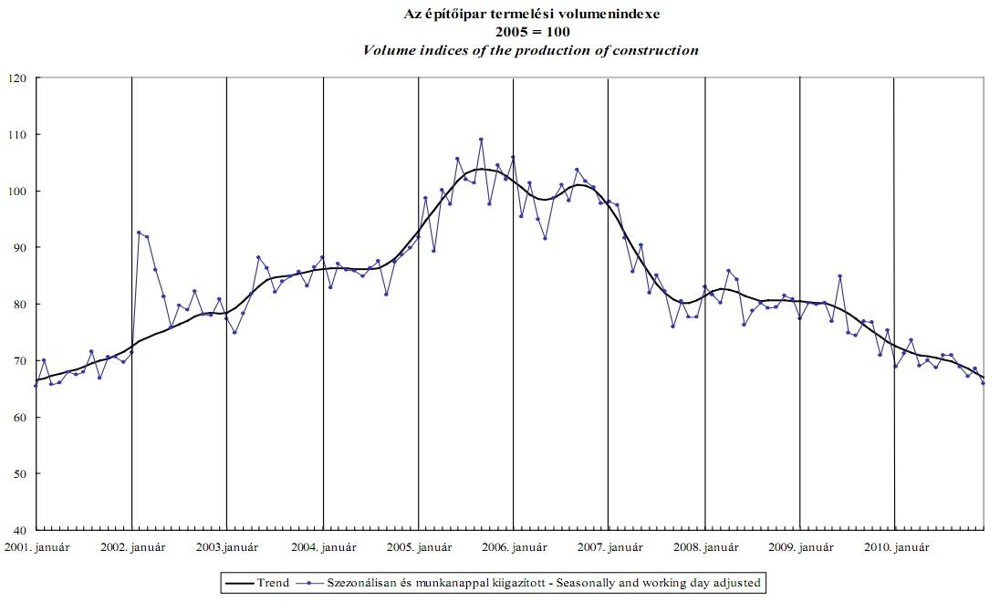 Az építőipar termelési volumenindexe
2005 = 100
Volume indices of the production of construction
120
110
100
90
80
70
60
50
40
2001. január 2002. január 2003.január 2004. január 2005. január 2006. január 2007. január 2008. január 2009. január 2010. január
Trend Szezonálisan és munkanappal kiigazított - Seasonally and working day adjusted